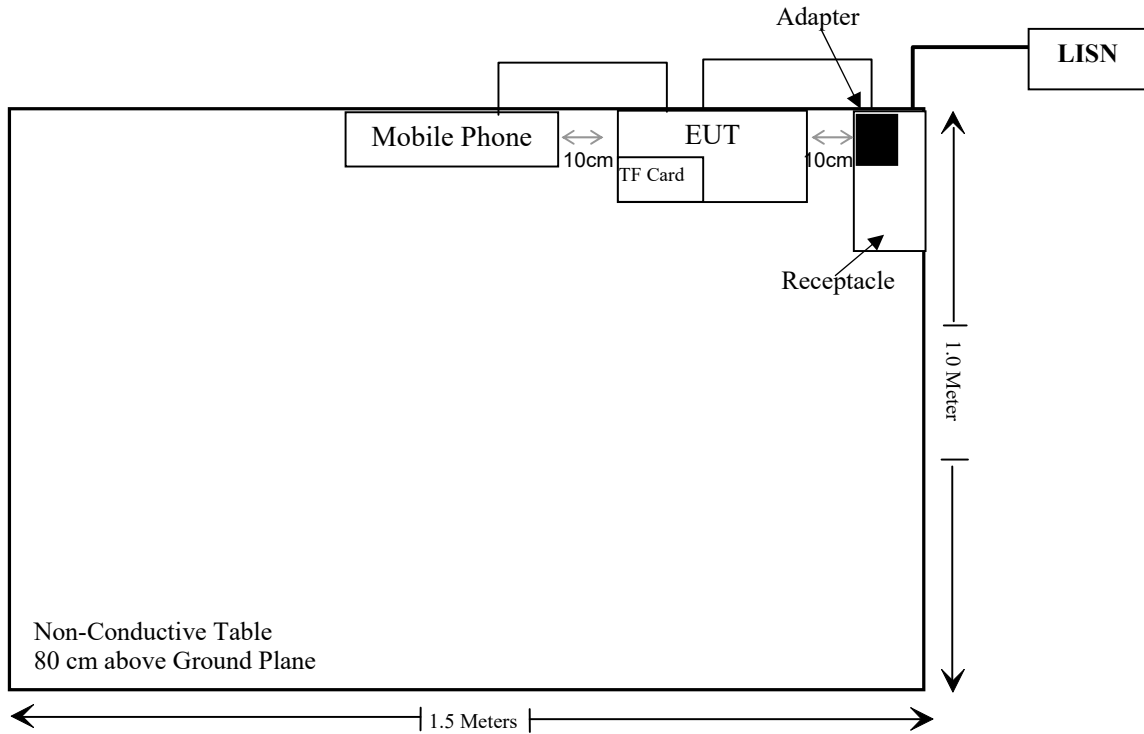 Adapter
LISN
Mobile Phone
10cm
EUT
10cm
TF Card
Receptacle
1.0 Meter
Non-Conductive Table
80 cm above Ground Plane
1.5 Meters